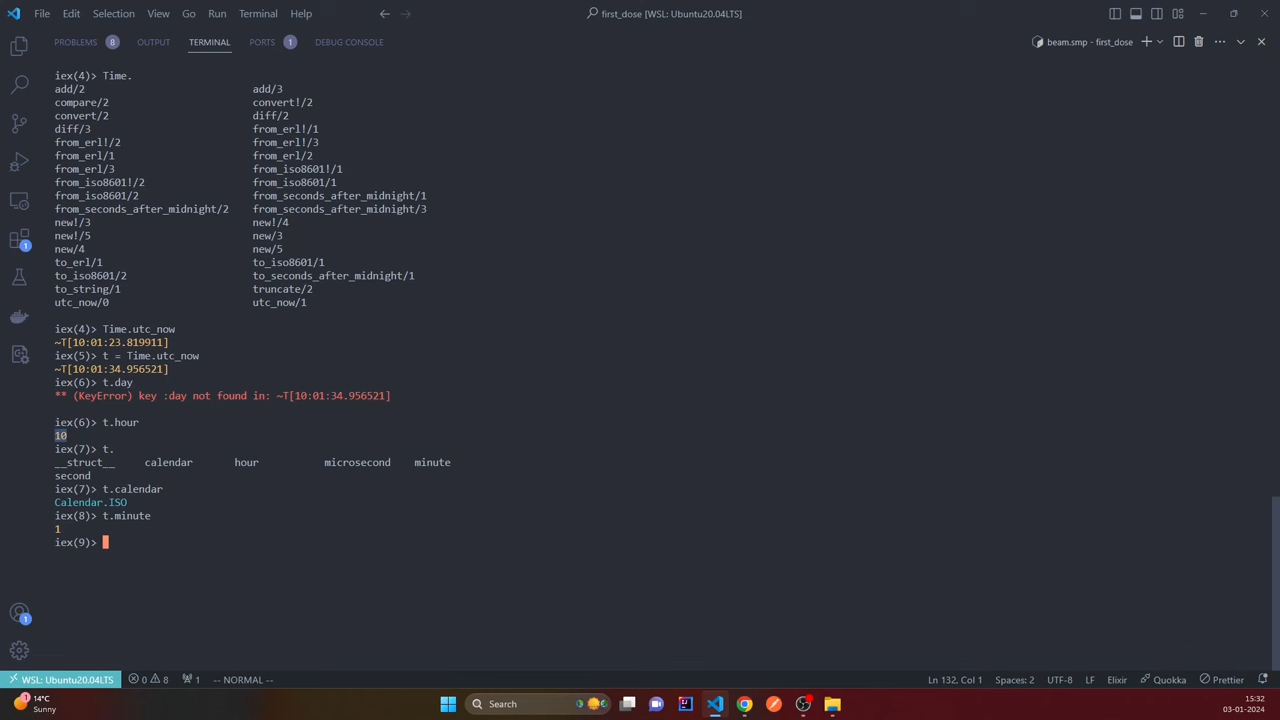 File Edit Selection View Go Run Terminal Help
first_dose [WSL: Ubuntu20.04LTS]
PROBLEMS 8 OUTPUT TERMINAL PORTS 1 DEBUG CONSOLE
beam.smp - first_dose
iex(4)> Time.
add/2 add/3
compare/2 convert!/2
convert/2 diff/2
diff/3 from_erl!/1
from_erl!/2 from_erl!/3
from_erl/1 from_erl/2
from_erl/3 from_iso8601!/1
from_iso8601!/2 from_iso8601/1
from_iso8601/2 from_seconds_after_midnight/1
from_seconds_after_midnight/2 from_seconds_after_midnight/3
new!/3 new!/4
new!/5 new/3
new/4 new/5
to_erl/1 to_iso8601/1
to_iso8601/2 to_seconds_after_midnight/1
to_string/1 truncate/2
utc_now/0 utc_now/1
iex(4)> Time.utc_now
~T[10:01:23.819911]
iex(5)> t = Time.utc_now
~T[10:01:34.956521]
iex(6)> t.day
** (KeyError) key :day not found in: ~T[10:01:34.956521]
iex(6)> t.hour
10
iex(7)> t.
__struct__ calendar hour microsecond minute
second
iex(7)> t.calendar
Calendar.ISO
iex(8)> t.minute
1
iex(9)>
1
1
WSL: Ubuntu20.04LTS 0 8 1 -- NORMAL -- Ln 132, Col 1 Spaces: 2 UTF-8 LF Elixir Quokka Prettier
14°C
Sunny
Search
15:32
03-01-2024